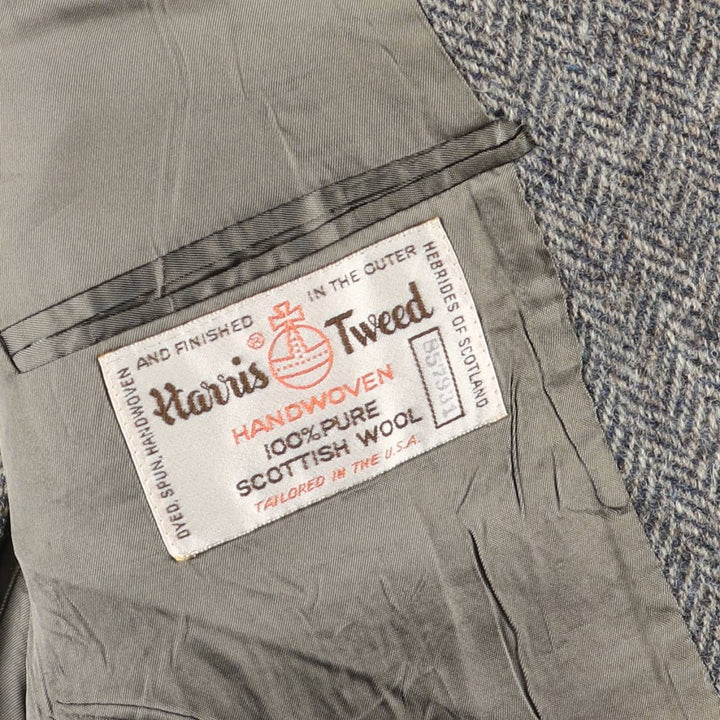 DYED, SPUN, HANDWOVEN
AND FINISHED
IN THE OUTER
HEBRIDES OF SCOTLAND
Harris ® Tweed
HANDWOVEN
100% PURE
SCOTTISH WOOL
TAILORED IN THE U.S.A.